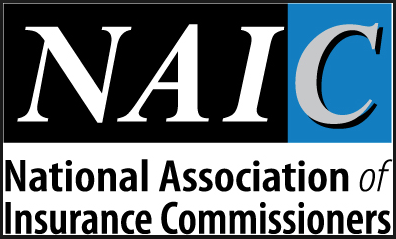 NAIC
National Association of
Insurance Commissioners